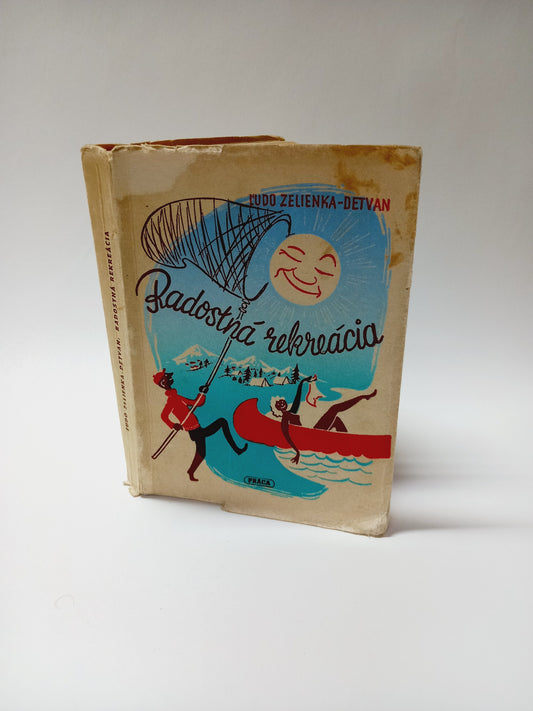 ĽUDO ZELIENKA-DETVAN
Radostná rekreácia
PRÁCA
ĽUDO ZELIENKA-DETVAN: RADOSTNÁ REKREÁCIA